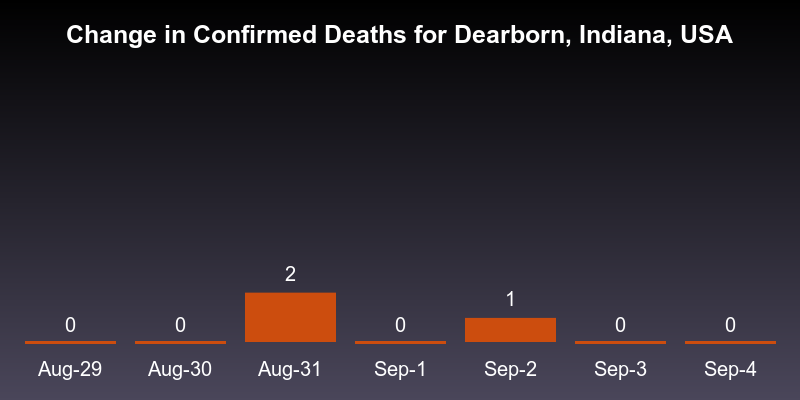 Change in Confirmed Deaths for Dearborn, Indiana, USA
2
1
0 0 0 0 0
Aug-29 Aug-30 Aug-31 Sep-1 Sep-2 Sep-3 Sep-4